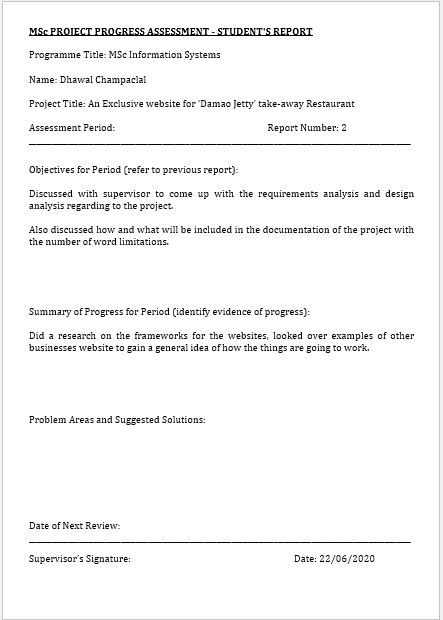 MSc PROJECT PROGRESS ASSESSMENT - STUDENT'S REPORT
Programme Title: MSc Information Systems
Name: Dhawal Champaclal
Project Title: An Exclusive website for ‘Damao Jetty’ take-away Restaurant
Assessment Period: Report Number: 2
Objectives for Period (refer to previous report):
Discussed with supervisor to come up with the requirements analysis and design
analysis regarding to the project.
Also discussed how and what will be included in the documentation of the project with
the number of word limitations.
Summary of Progress for Period (identify evidence of progress):
Did a research on the frameworks for the websites, looked over examples of other
businesses website to gain a general idea of how the things are going to work.
Problem Areas and Suggested Solutions:
Date of Next Review:
Supervisor's Signature: Date: 22/06/2020